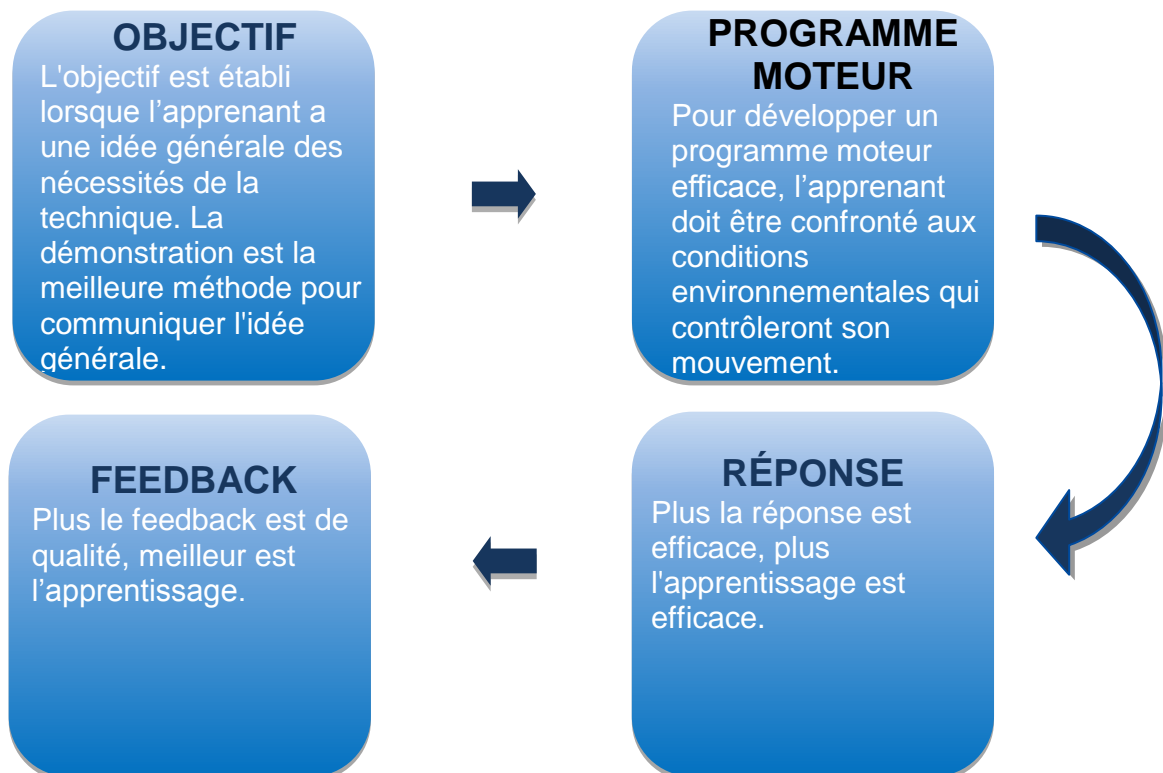 OBJECTIF
L'objectif est établi
lorsque l’apprenant a
une idée générale des
nécessités de la
technique. La
démonstration est la
meilleure méthode pour
communiquer l'idée
générale.
PROGRAMME
MOTEUR
Pour développer un
programme moteur
efficace, l’apprenant
doit être confronté aux
conditions
environnementales qui
contrôleront son
mouvement.
RÉPONSE
Plus la réponse est
efficace, plus
l'apprentissage est
efficace.
FEEDBACK
Plus le feedback est de
qualité, meilleur est
l’apprentissage.